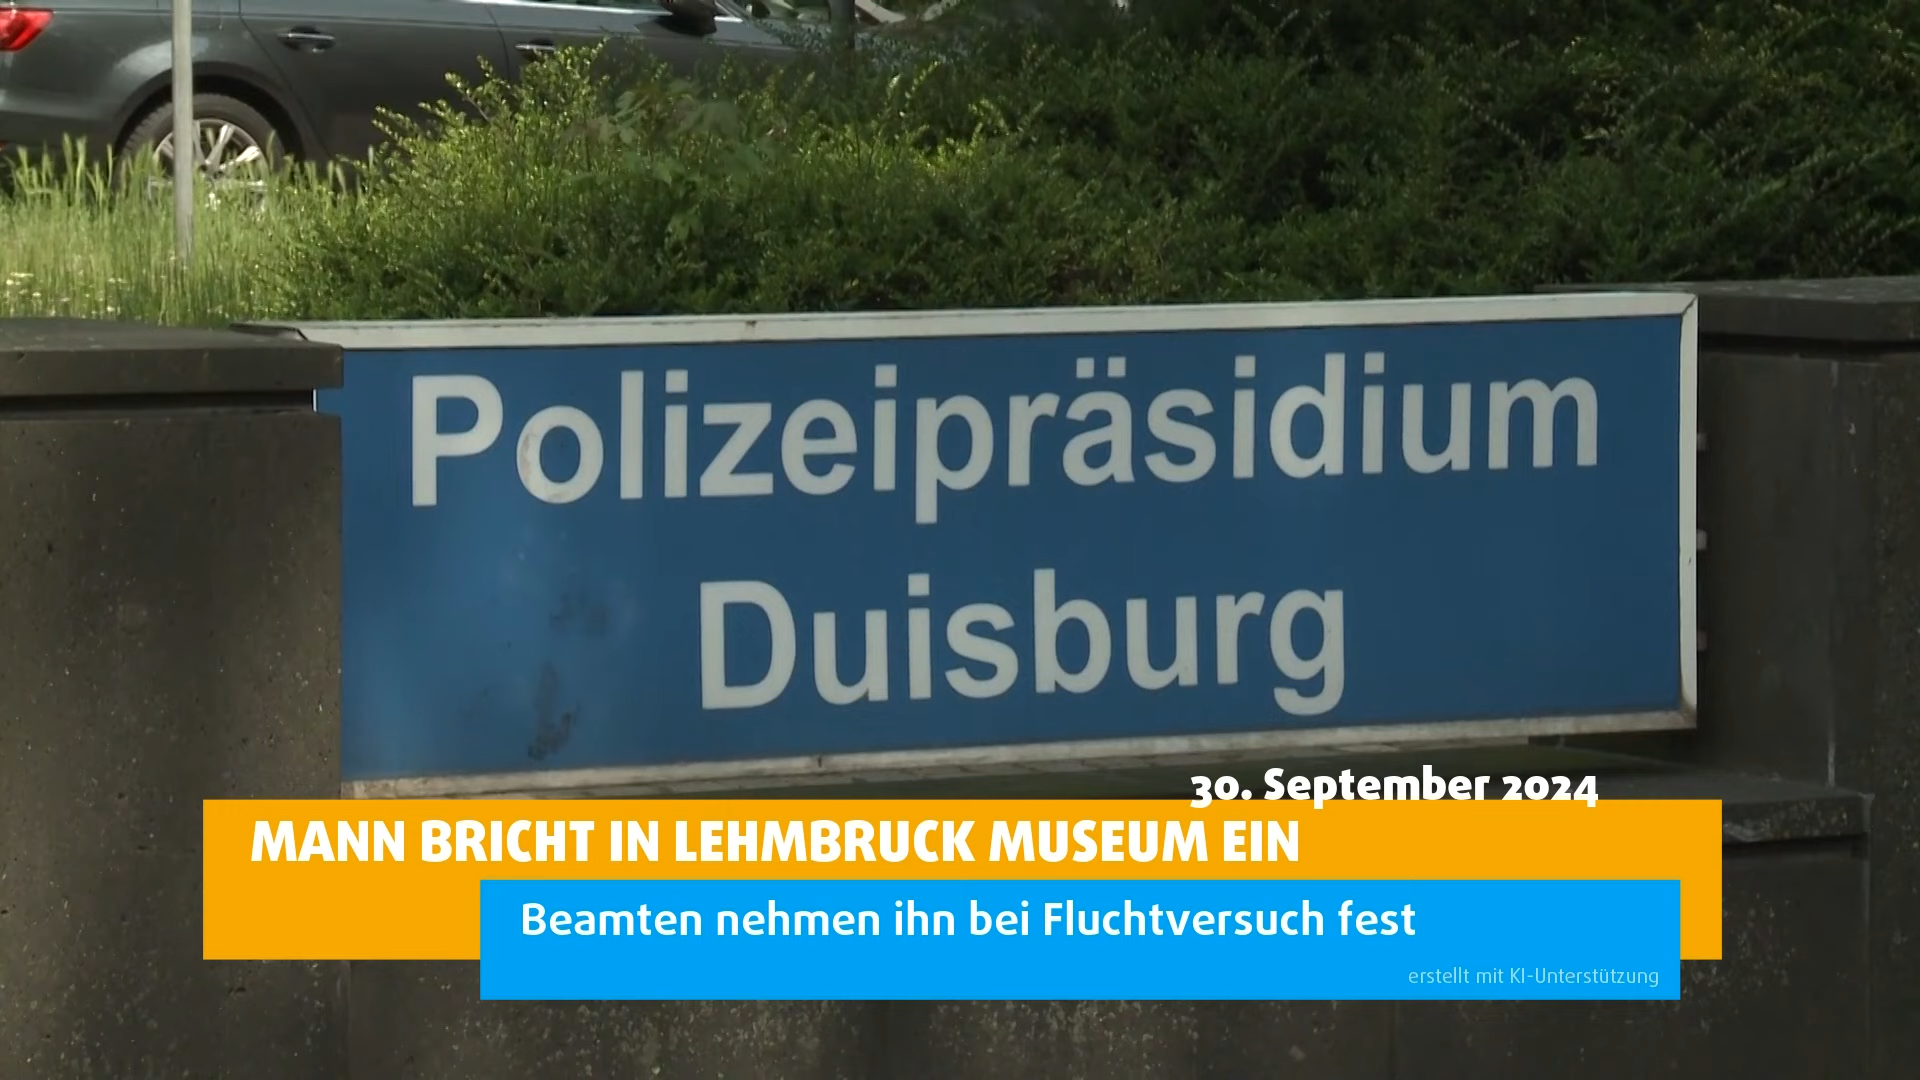 Polizeipräsidium
Duisburg
30. September 2024
MANN BRICHT IN LEHMBRUCK MUSEUM EIN
Beamten nehmen ihn bei Fluchtversuch fest
erstellt mit KI-Unterstützung